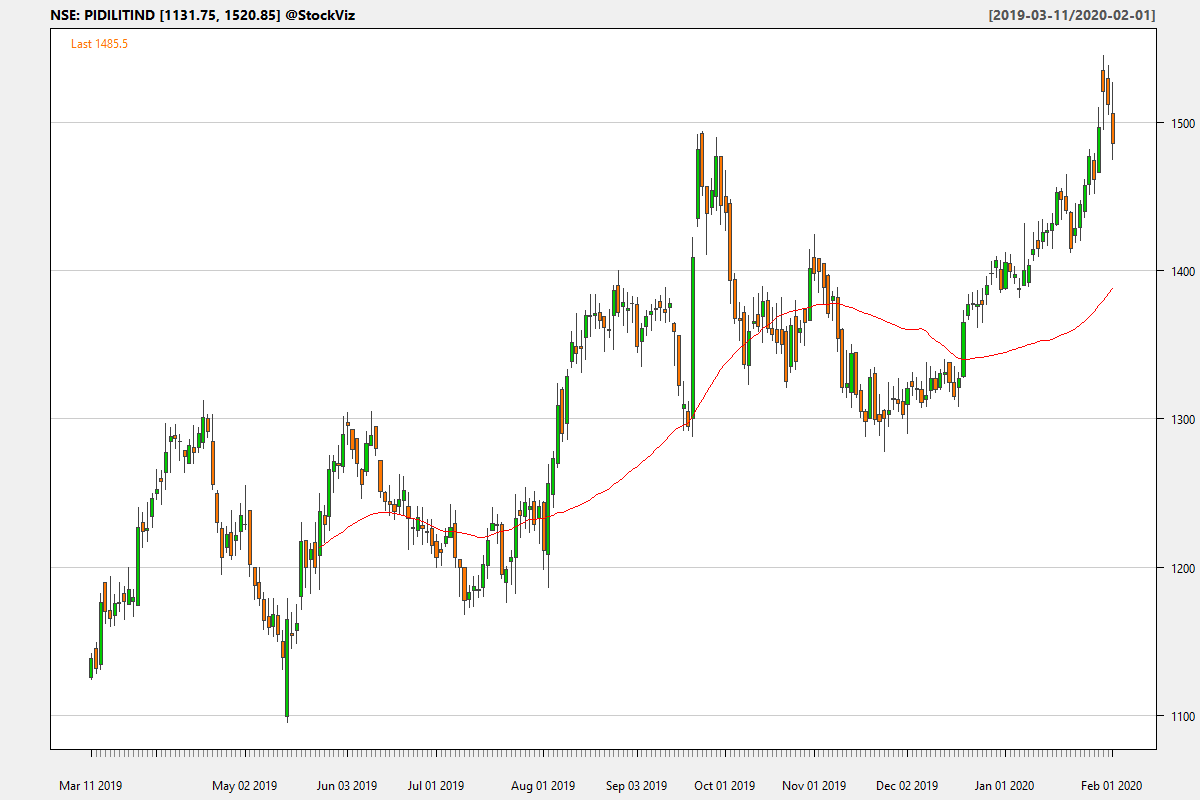 NSE: PIDILITIND [1131.75, 1520.85] @StockViz [2019-03-11/2020-02-01]
Last 1485.5
1500
1400
1300
1200
1100
Mar 11 2019 May 02 2019 Jun 03 2019 Jul 01 2019 Aug 01 2019 Sep 03 2019 Oct 01 2019 Nov 01 2019 Dec 02 2019 Jan 01 2020 Feb 01 2020